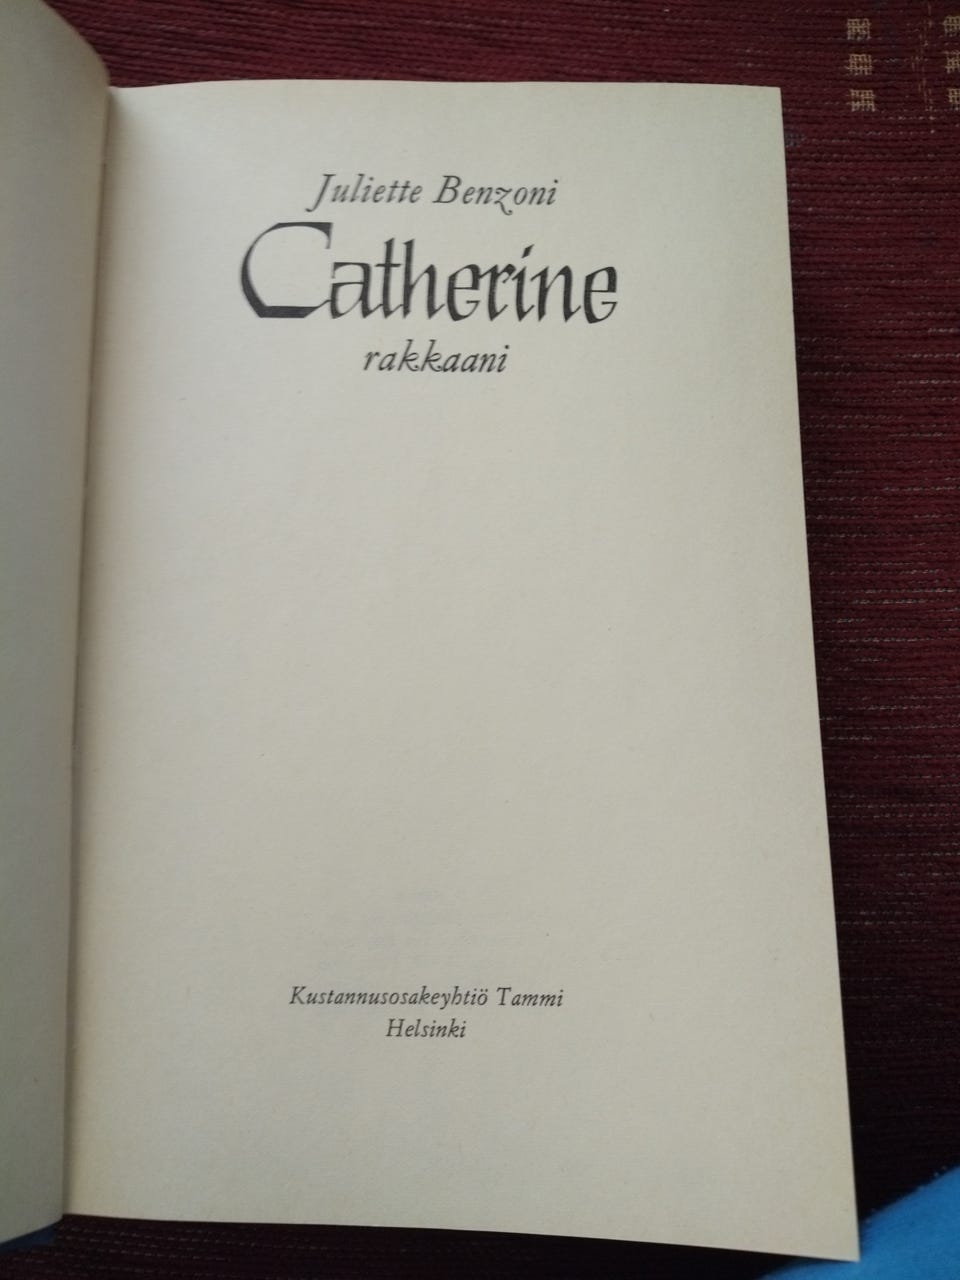 Juliette Benzoni
Catherine
rakkaani
Kustannusosakeyhtiö Tammi
Helsinki